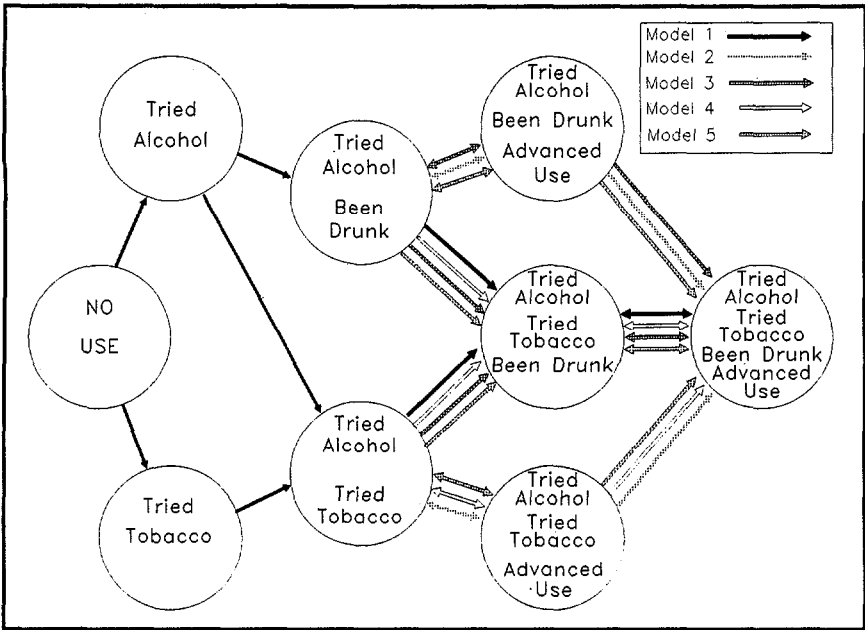 Model 1
Model 2
Model 3
Model 4
Model 5
Tried
Alcohol
Tried
Alcohol
Been
Drunk
Tried
Alcohol
Been Drunk
Advanced
Use
NO
USE
Tried
Alcohol
Tried
Tobacco
Been Drunk
Tried
Alcohol
Tried
Tobacco
Been Drunk
Advanced
Use
Tried
Tobacco
Tried
Alcohol
Tried
Tobacco
Tried
Alcohol
Tried
Tobacco
Advanced
Use